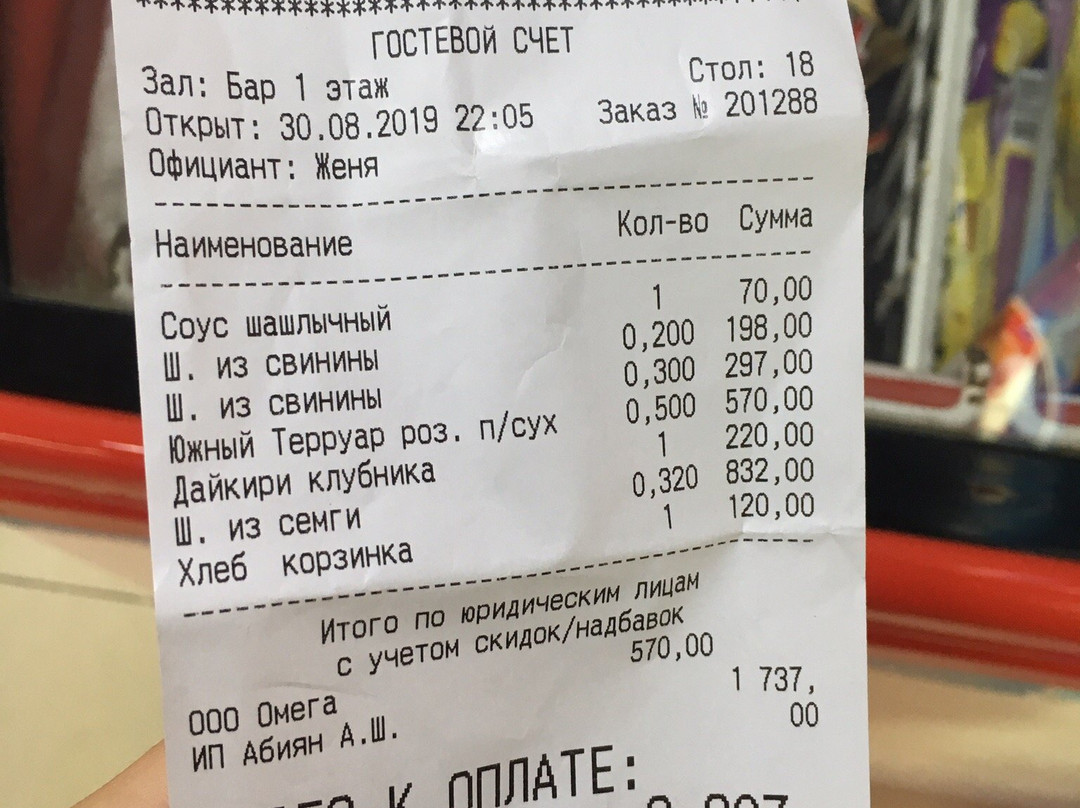 ********************************************
ГОСТЕВОЙ СЧЕТ
Зал: Бар 1 этаж Стол: 18
Открыт: 30.08.2019 22:05 Заказ № 201288
Официант: Женя
Наименование Кол-во Сумма
Соус шашлычный 1 70,00
Ш. из свинины 0,200 198,00
Ш. из свинины 0,300 297,00
Южный Терруар роз. п/сух 0,500 570,00
Дайкири клубника 1 220,00
Ш. из семги 0,320 832,00
Хлеб корзинка 1 120,00
Итого по юридическим лицам
с учетом скидок/надбавок
ООО Омега 570,00
ИП Абиян А.Ш. 1 737,
00
К ОПЛАТЕ: